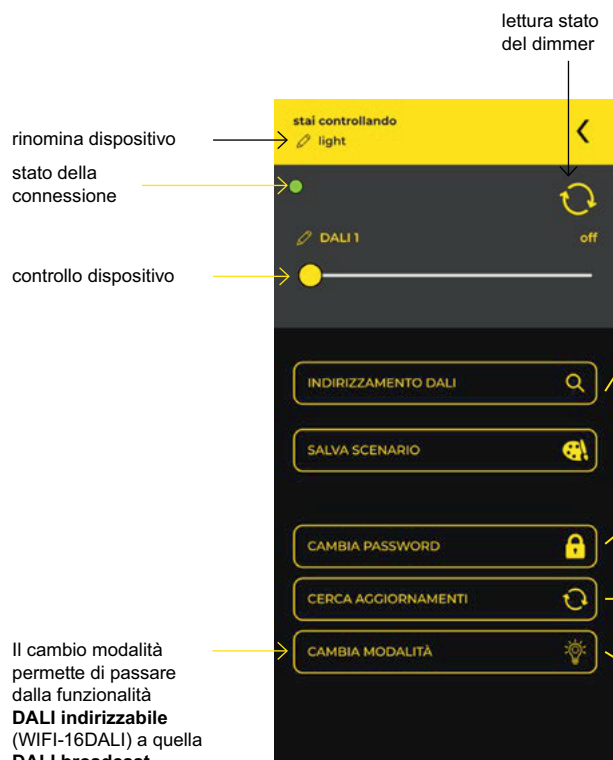 lettura stato
del dimmer
stai controllando
light
rinomina dispositivo
stato della
connessione
DALI 1
off
controllo dispositivo
INDIRIZZAMENTO DALI
SALVA SCENARIO
CAMBIA PASSWORD
CERCA AGGIORNAMENTI
CAMBIA MODALITÀ
Il cambio modalità
permette di passare
dalla funzionalità
DALI indirizzabile
(WIFI-16DALI) a quella
DALI broadcast